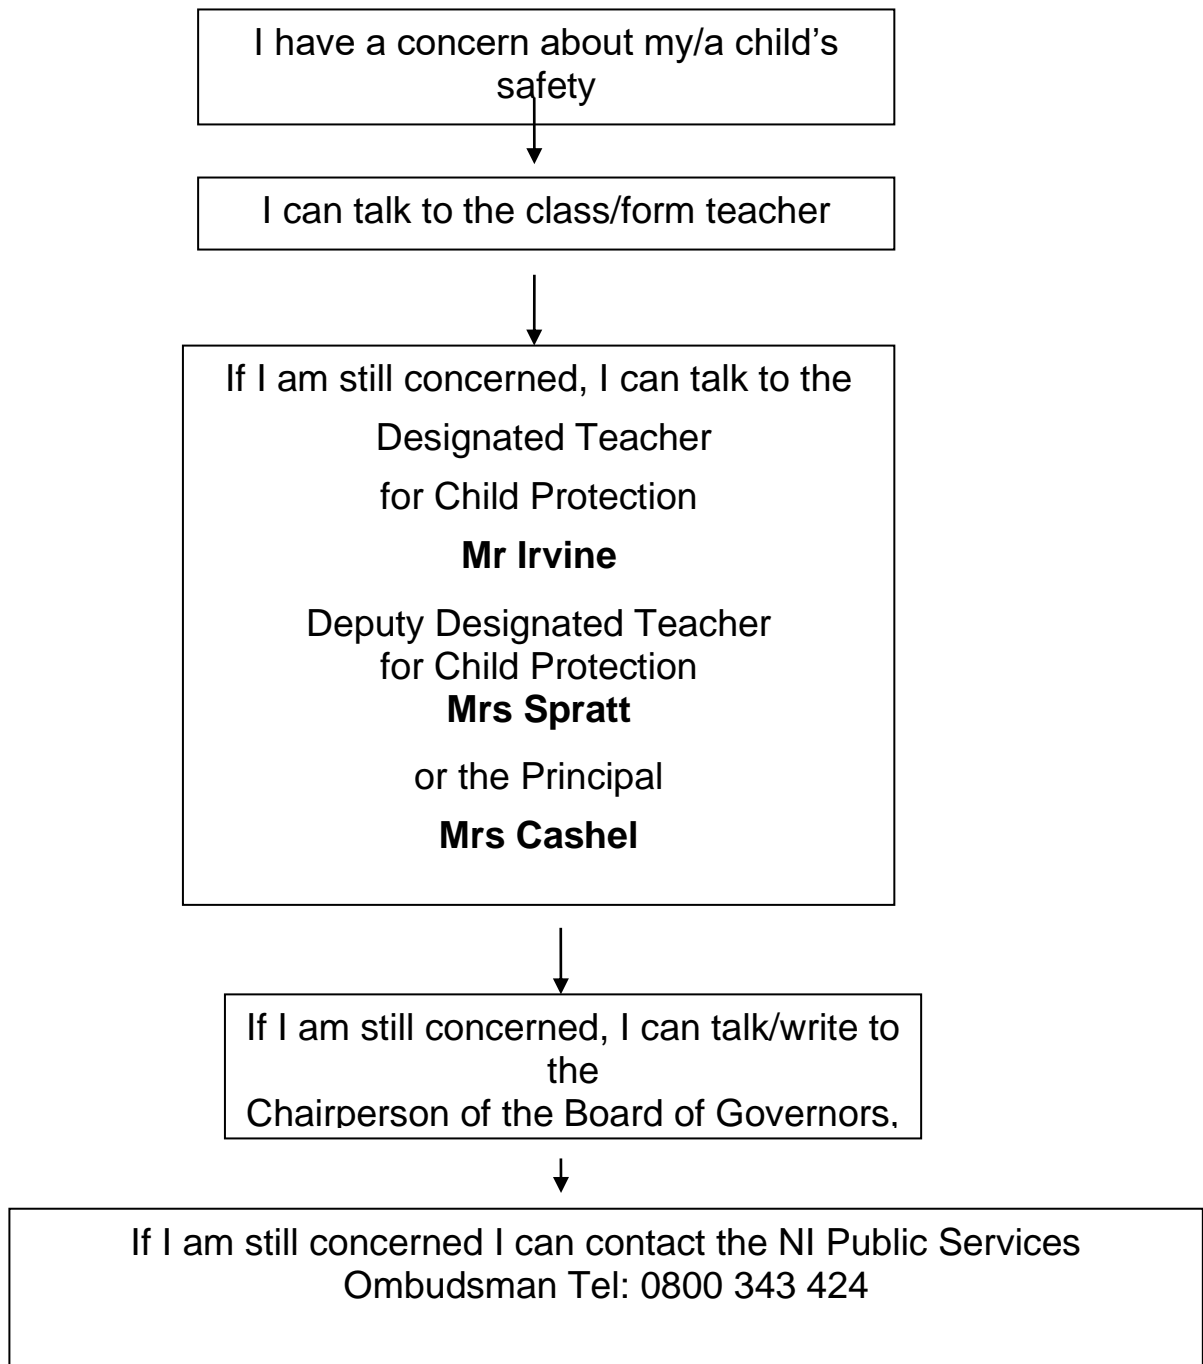 I have a concern about my/a child’s
safety
I can talk to the class/form teacher
If I am still concerned, I can talk to the
Designated Teacher
for Child Protection
Mr Irvine
Deputy Designated Teacher
for Child Protection
Mrs Spratt
or the Principal
Mrs Cashel
If I am still concerned, I can talk/write to
the
Chairperson of the Board of Governors,
If I am still concerned I can contact the NI Public Services
Ombudsman Tel: 0800 343 424